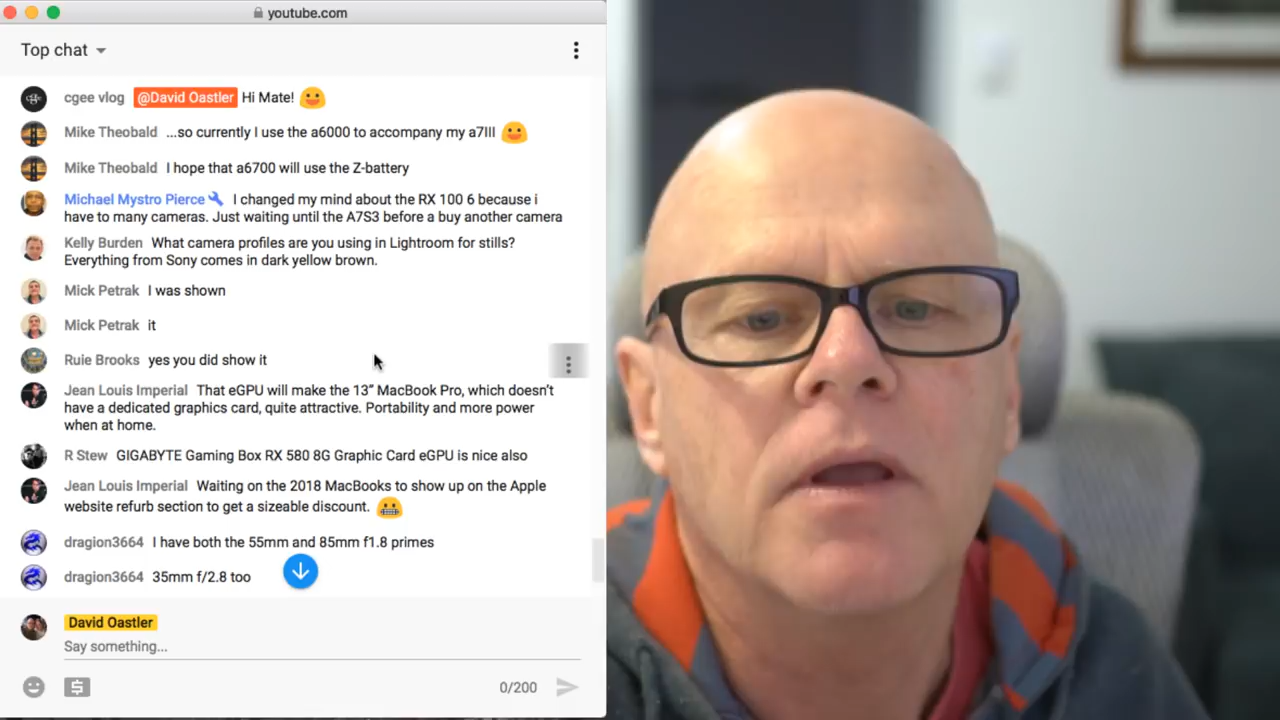 youtube.com
Top chat
cgee vlog @David Oastler Hi Mate!
Mike Theobald ...so currently I use the a6000 to accompany my a7III
Mike Theobald I hope that a6700 will use the Z-battery
Michael Mystro Pierce I changed my mind about the RX 100 6 because i
have to many cameras. Just waiting until the A7S3 before a buy another camera
Kelly Burden What camera profiles are you using in Lightroom for stills?
Everything from Sony comes in dark yellow brown.
Mick Petrak I was shown
Mick Petrak it
Ruie Brooks yes you did show it
Jean Louis Imperial That eGPU will make the 13” MacBook Pro, which doesn’t
have a dedicated graphics card, quite attractive. Portability and more power
when at home.
R Stew GIGABYTE Gaming Box RX 580 8G Graphic Card eGPU is nice also
Jean Louis Imperial Waiting on the 2018 MacBooks to show up on the Apple
website refurb section to get a sizeable discount.
dragion3664 I have both the 55mm and 85mm f1.8 primes
dragion3664 35mm f/2.8 too
David Oastler
Say something...
0/200